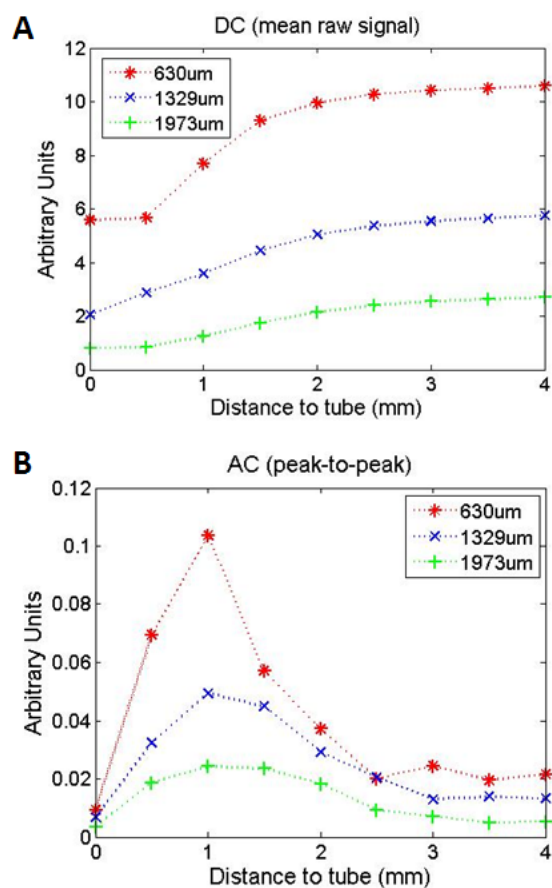 A
DC (mean raw signal)
12
10
8
6
4
2
0
Arbitrary Units
630um
1329um
1973um
0 1 2 3 4
Distance to tube (mm)
B
AC (peak-to-peak)
0.12
0.1
0.08
0.06
0.04
0.02
0
Arbitrary Units
630um
1329um
1973um
0 1 2 3 4
Distance to tube (mm)